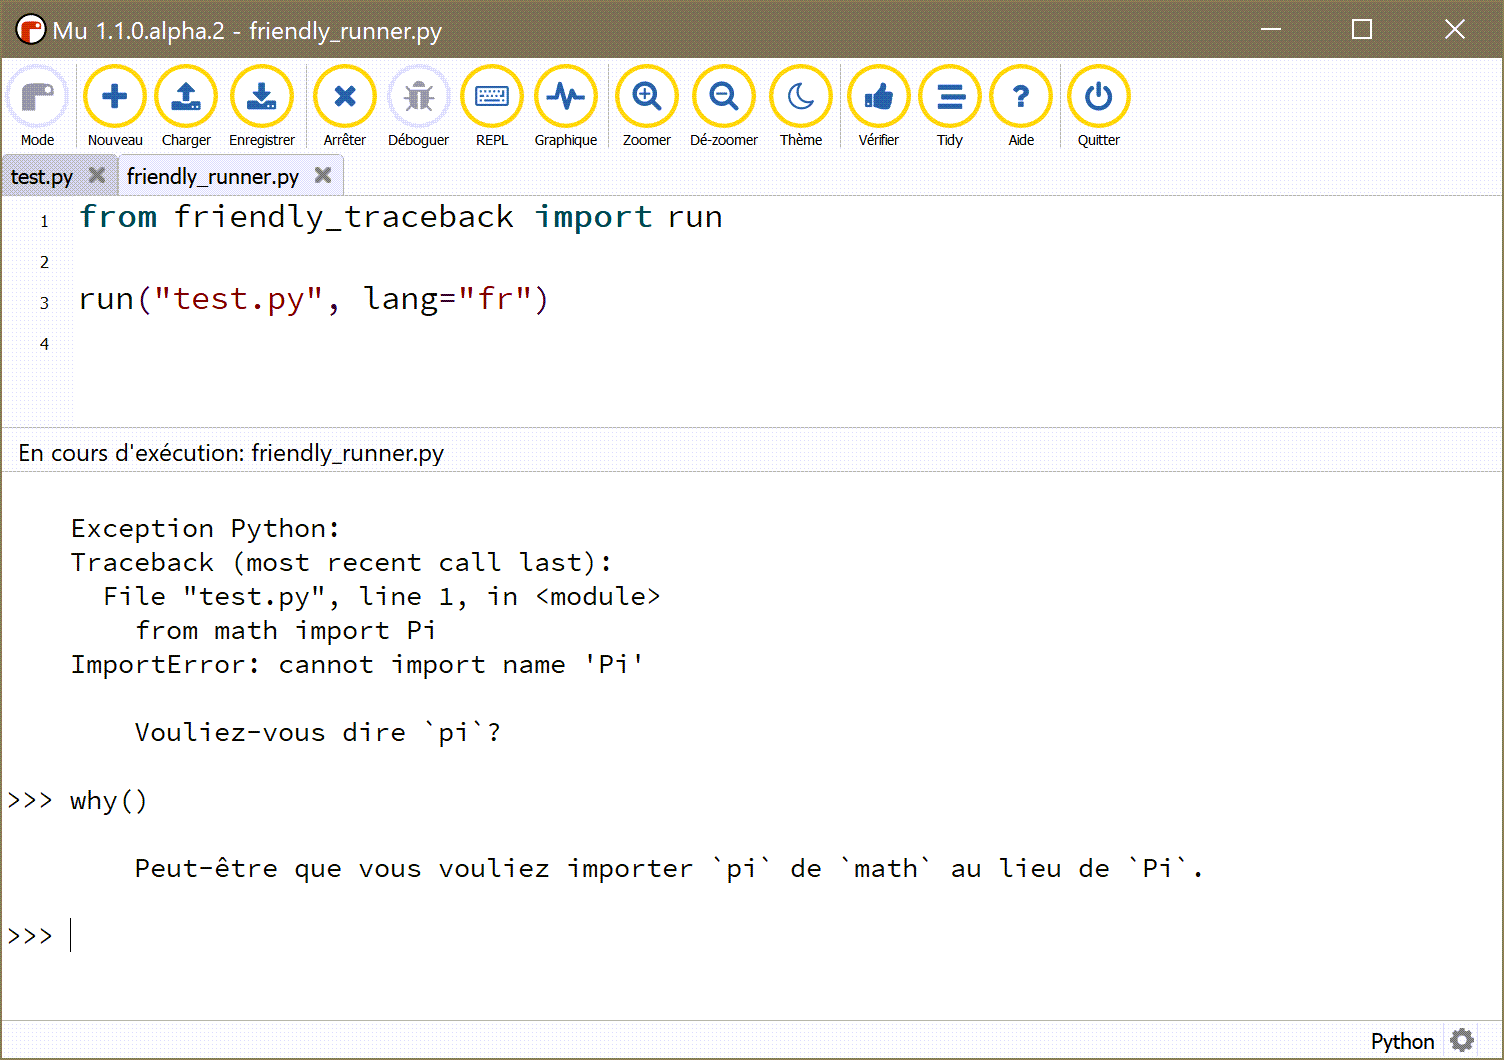 Mu 1.1.0.alpha.2 - friendly_runner.py
Mode Nouveau Charger Enregistrer Arrêter Déboguer REPL Graphique Zoomer Dé-zoomer Thème Vérifier Tidy Aide Quitter
test.py friendly_runner.py
1 from friendly_traceback import run
2
3 run("test.py", lang="fr")
4
En cours d'exécution: friendly_runner.py
Exception Python:
Traceback (most recent call last):
File "test.py", line 1, in <module>
from math import Pi
ImportError: cannot import name 'Pi'
Vouliez-vous dire `pi`?
>>> why()
Peut-être que vous vouliez importer `pi` de `math` au lieu de `Pi`.
>>>
Python